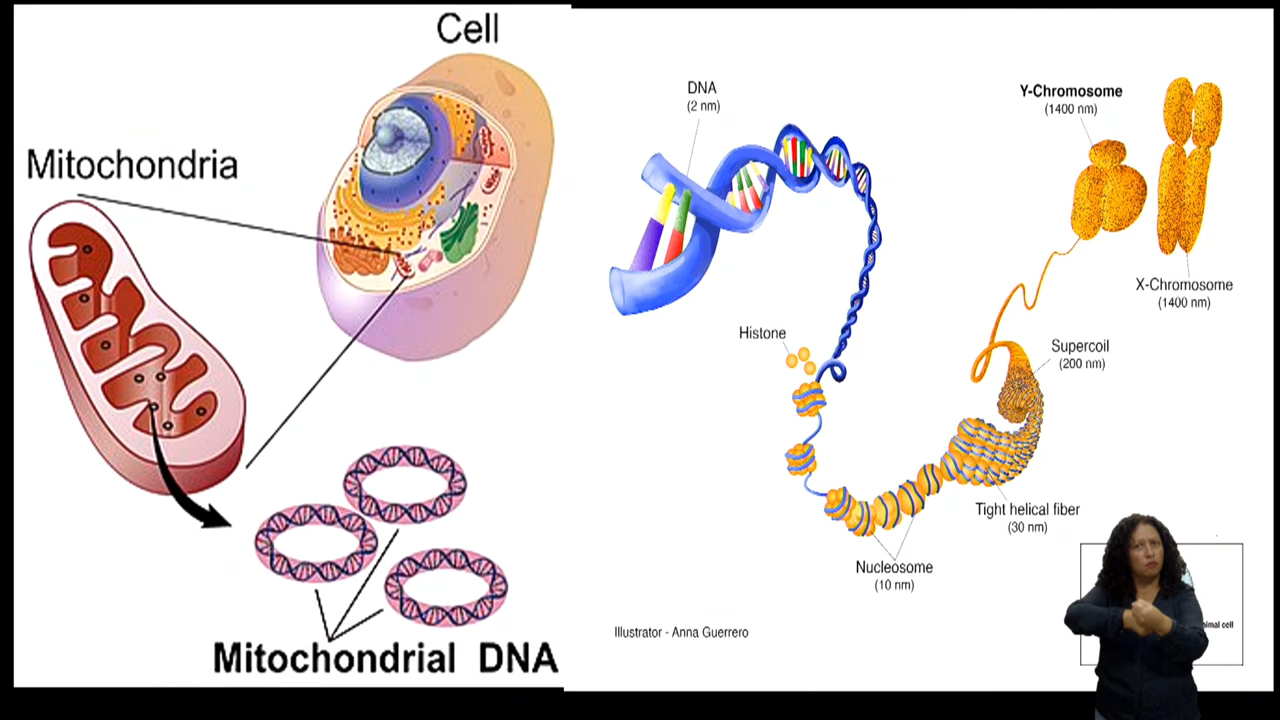 Cell
Mitochondria
Mitochondrial DNA
DNA
(2 nm)
Y-Chromosome
(1400 nm)
X-Chromosome
(1400 nm)
Histone
Supercoil
(200 nm)
Tight helical fiber
(30 nm)
Nucleosome
(10 nm)
Illustrator - Anna Guerrero
cell